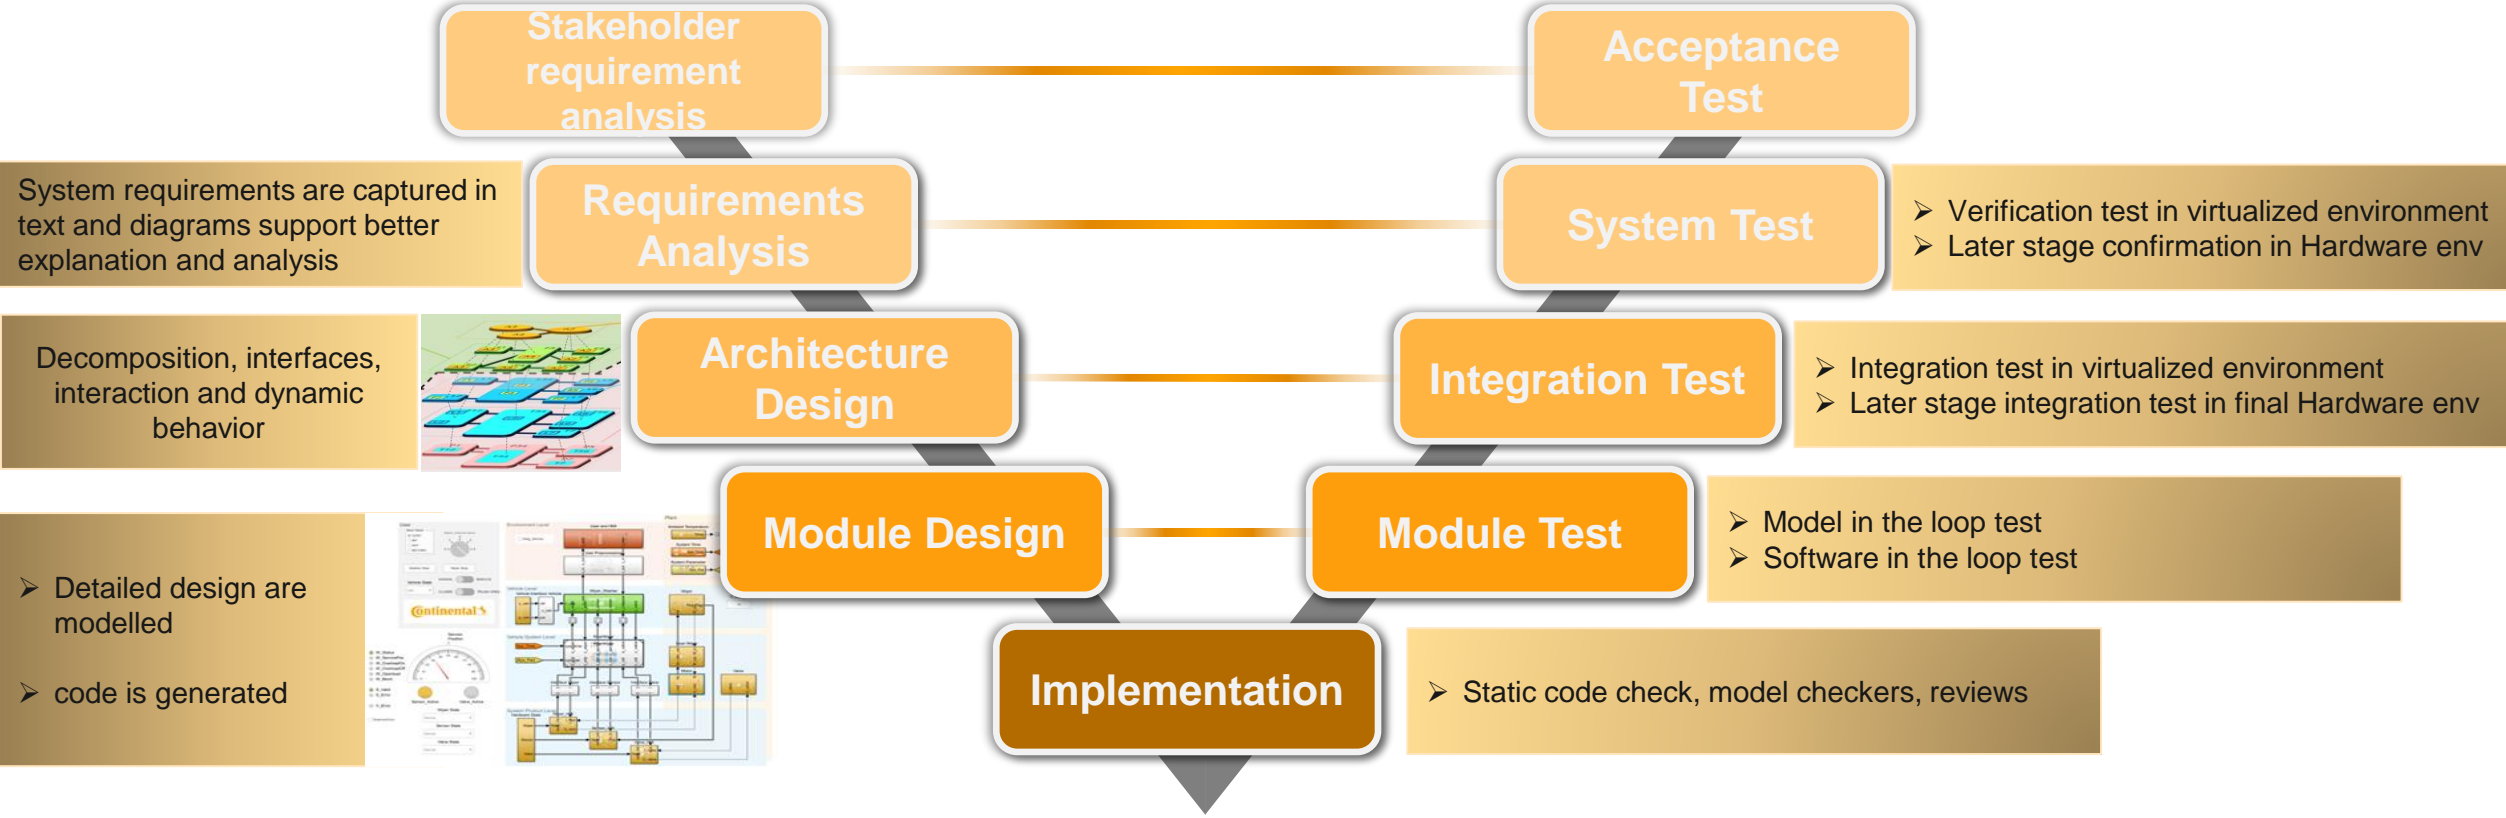 Stakeholder
requirement
analysis
Acceptance
Test
System requirements are captured in
text and diagrams support better
explanation and analysis
Requirements
Analysis
System Test
➢ Verification test in virtualized environment
➢ Later stage confirmation in Hardware env
Decomposition, interfaces,
interaction and dynamic
behavior
Architecture
Design
Integration Test
➢ Integration test in virtualized environment
➢ Later stage integration test in final Hardware env
Module Design
Module Test
➢ Model in the loop test
➢ Software in the loop test
➢ Detailed design are
modelled
➢ code is generated
Continental
Implementation
➢ Static code check, model checkers, reviews